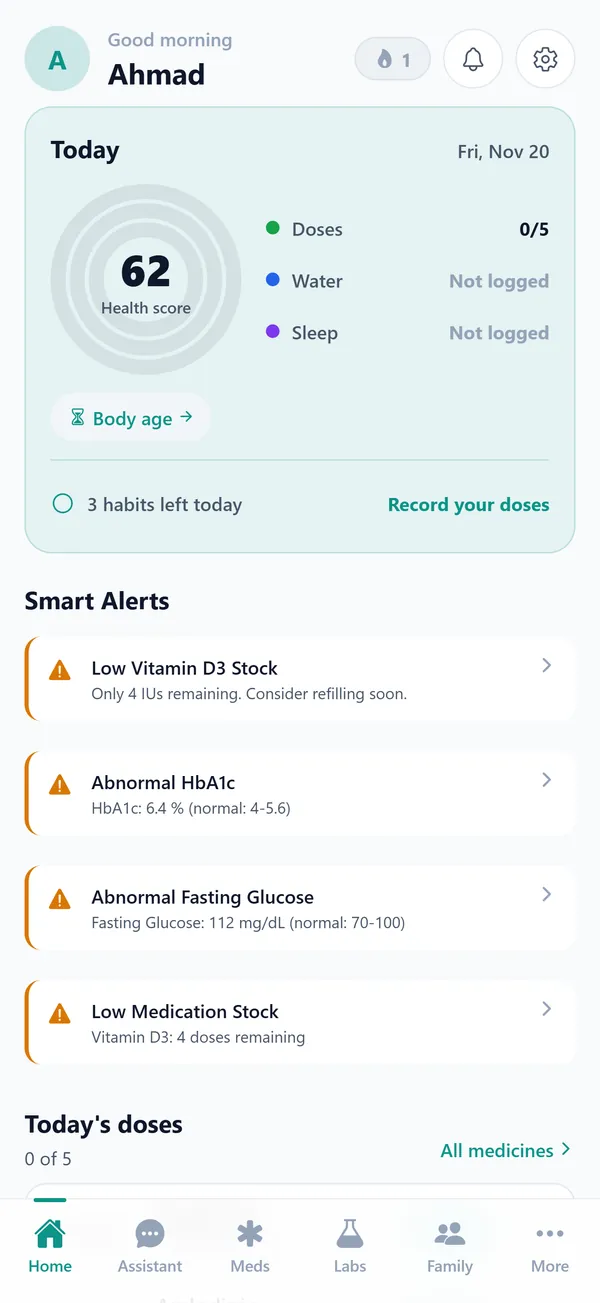 A
Good morning
Ahmad
1
Today
Fri, Nov 20
62
Health score
Doses
0/5
Water
Not logged
Sleep
Not logged
Body age →
3 habits left today
Record your doses
Smart Alerts
Low Vitamin D3 Stock
Only 4 IUs remaining. Consider refilling soon.
Abnormal HbA1c
HbA1c: 6.4 % (normal: 4-5.6)
Abnormal Fasting Glucose
Fasting Glucose: 112 mg/dL (normal: 70-100)
Low Medication Stock
Vitamin D3: 4 doses remaining
Today's doses
0 of 5
All medicines
Home
Assistant
Meds
Labs
Family
More